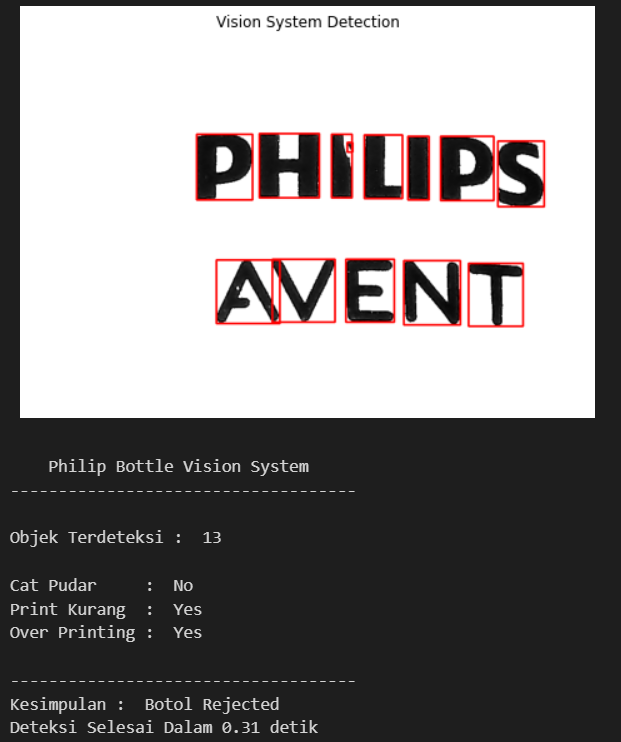 Vision System Detection
PHILIPS
AVENT
Philip Bottle Vision System
------------------------------------
Objek Terdeteksi :  13
Cat Pudar     :  No
Print Kurang  :  Yes
Over Printing :  Yes
------------------------------------
Kesimpulan :  Botol Rejected
Deteksi Selesai Dalam 0.31 detik